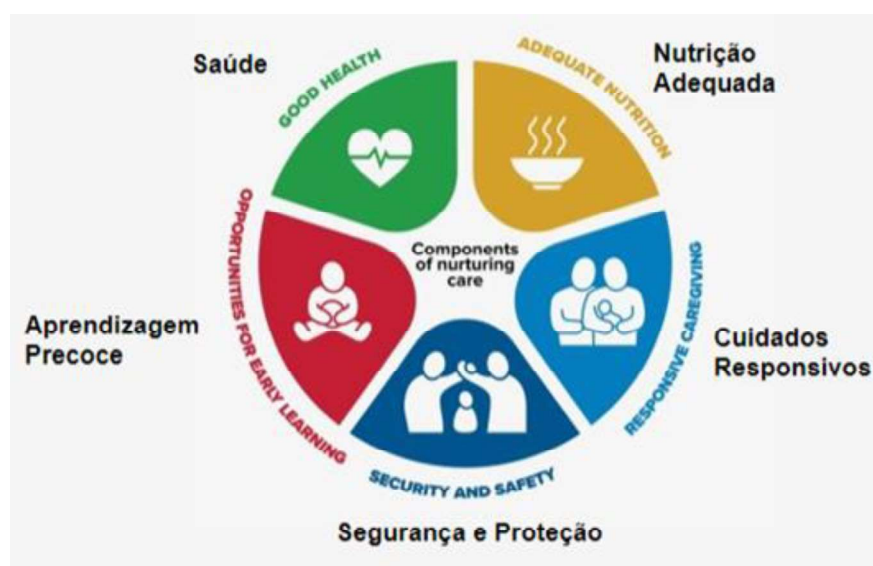 Saúde
GOOD HEALTH
ADEQUATE NUTRITION
Nutrição
Adequada
OPPORTUNITIES FOR EARLY LEARNING
Components
of nurturing
care
RESPONSIVE CAREGIVING
Aprendizagem
Precoce
Cuidados
Responsivos
SECURITY AND SAFETY
Segurança e Proteção